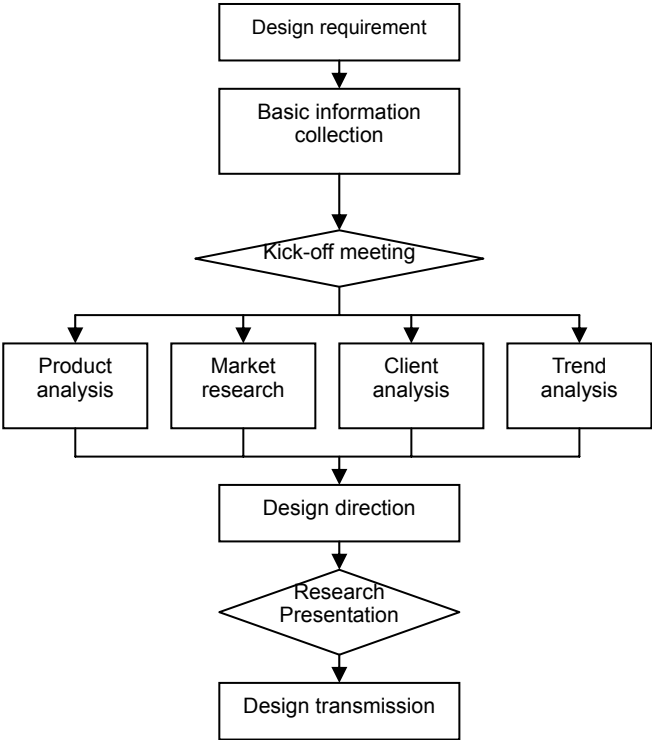 Design requirement
Basic information
collection
Kick-off meeting
Product
analysis
Market
research
Client
analysis
Trend
analysis
Design direction
Research
Presentation
Design transmission